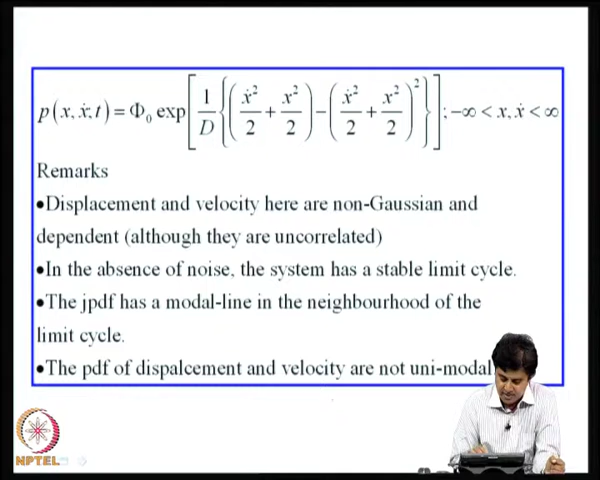 p(x, ẋ; t) = Φ₀ exp[ 1/D { ( ẋ²/2 + x²/2 ) − ( ẋ²/2 + x²/2 )² } ] ; −∞ < x, ẋ < ∞
Remarks
•Displacement and velocity here are non-Gaussian and
dependent (although they are uncorrelated)
•In the absence of noise, the system has a stable limit cycle.
•The jpdf has a modal-line in the neighbourhood of the
limit cycle.
•The pdf of dispalcement and velocity are not uni-modal
NPTEL